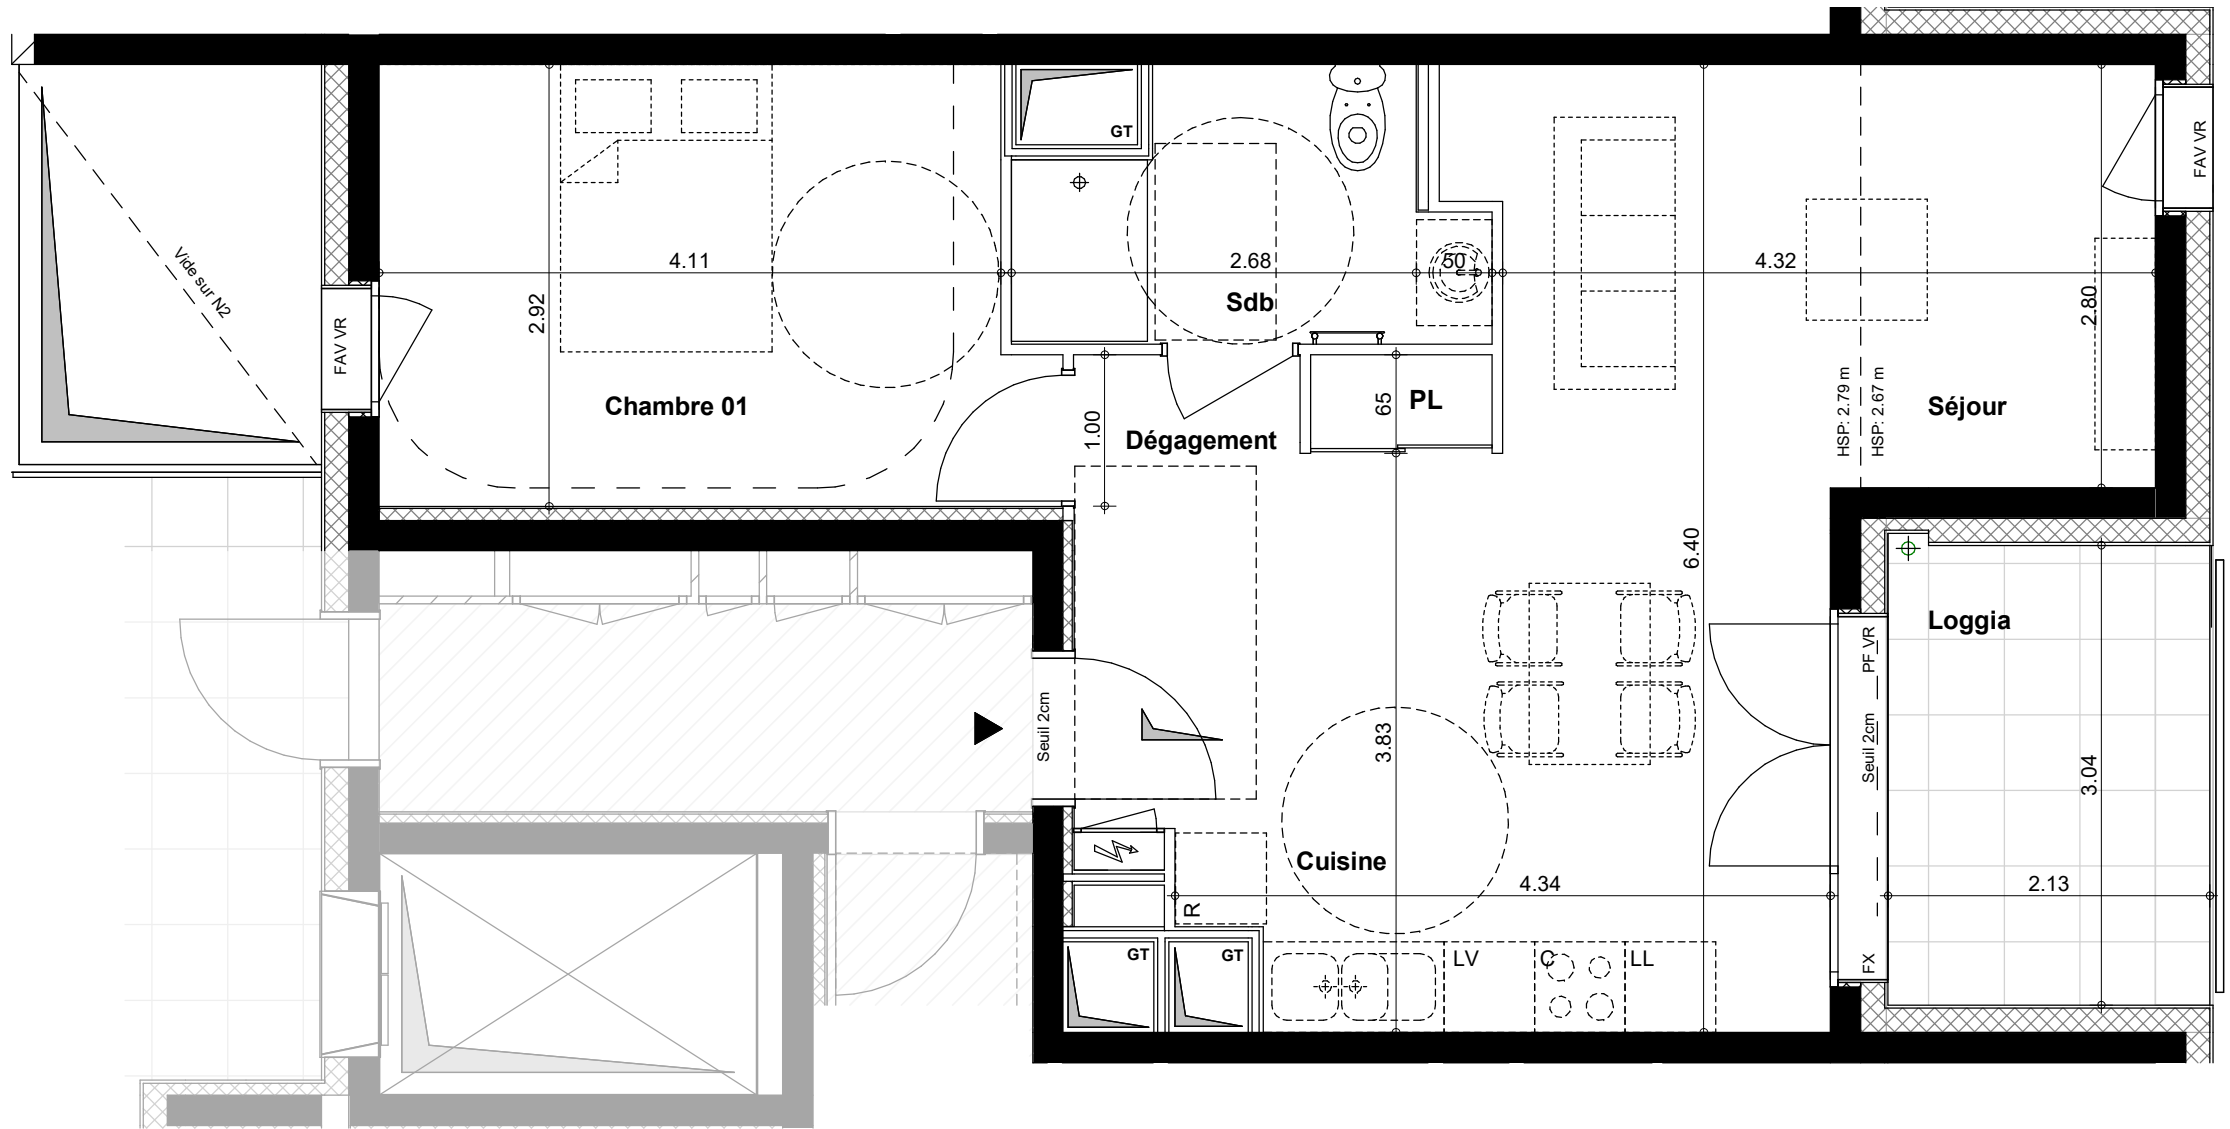 GT
FAV VR
Vide sur N2
4.11
2.68
50
4.32
Sdb
2.92
2.80
FAV VR
HSP: 2.79 m
HSP: 2.67 m
Chambre 01
65
PL
Séjour
1.00
Dégagement
6.40
Loggia
PF VR
Seuil 2cm
Seuil 2cm
3.83
3.04
Cuisine
4.34
2.13
R
GT
GT
LV
C
LL
FX